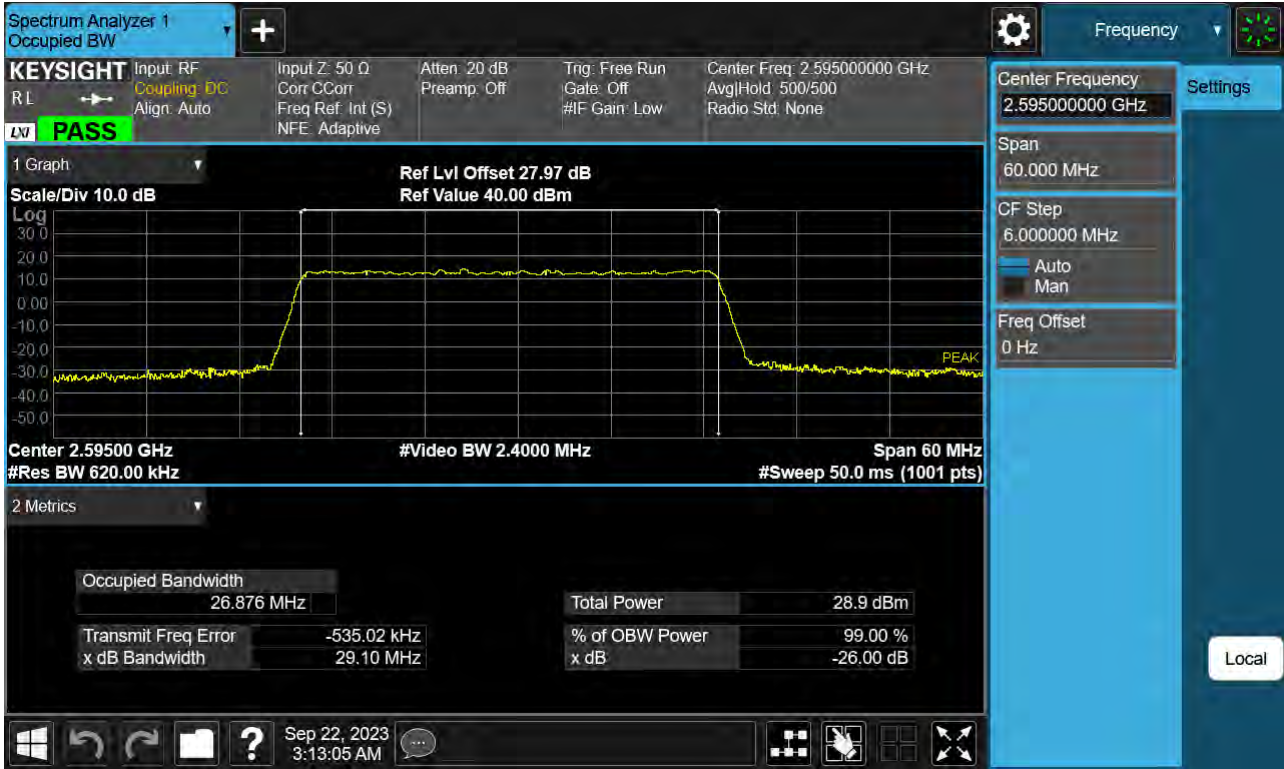 Spectrum Analyzer 1
Occupied BW
Frequency
KEYSIGHT
RL
LXI PASS
Input: RF
Coupling: DC
Align: Auto
Input Z: 50 Ω
Corr CCorr
Freq Ref: Int (S)
NFE: Adaptive
Atten: 20 dB
Preamp: Off
Trig: Free Run
Gate: Off
#IF Gain: Low
Center Freq: 2.595000000 GHz
Avg|Hold: 500/500
Radio Std: None
Center Frequency
2.595000000 GHz
Settings
Span
60.000 MHz
CF Step
6.000000 MHz
Auto
Man
Freq Offset
0 Hz
Local
1 Graph
Ref Lvl Offset 27.97 dB
Scale/Div 10.0 dB
Ref Value 40.00 dBm
Log
30.0
20.0
10.0
0.00
-10.0
-20.0
-30.0
-40.0
-50.0
PEAK
Center 2.59500 GHz
#Video BW 2.4000 MHz
Span 60 MHz
#Res BW 620.00 kHz
#Sweep 50.0 ms (1001 pts)
2 Metrics
Occupied Bandwidth
26.876 MHz
Total Power 28.9 dBm
Transmit Freq Error -535.02 kHz
% of OBW Power 99.00 %
x dB Bandwidth 29.10 MHz
x dB -26.00 dB
Sep 22, 2023
3:13:05 AM